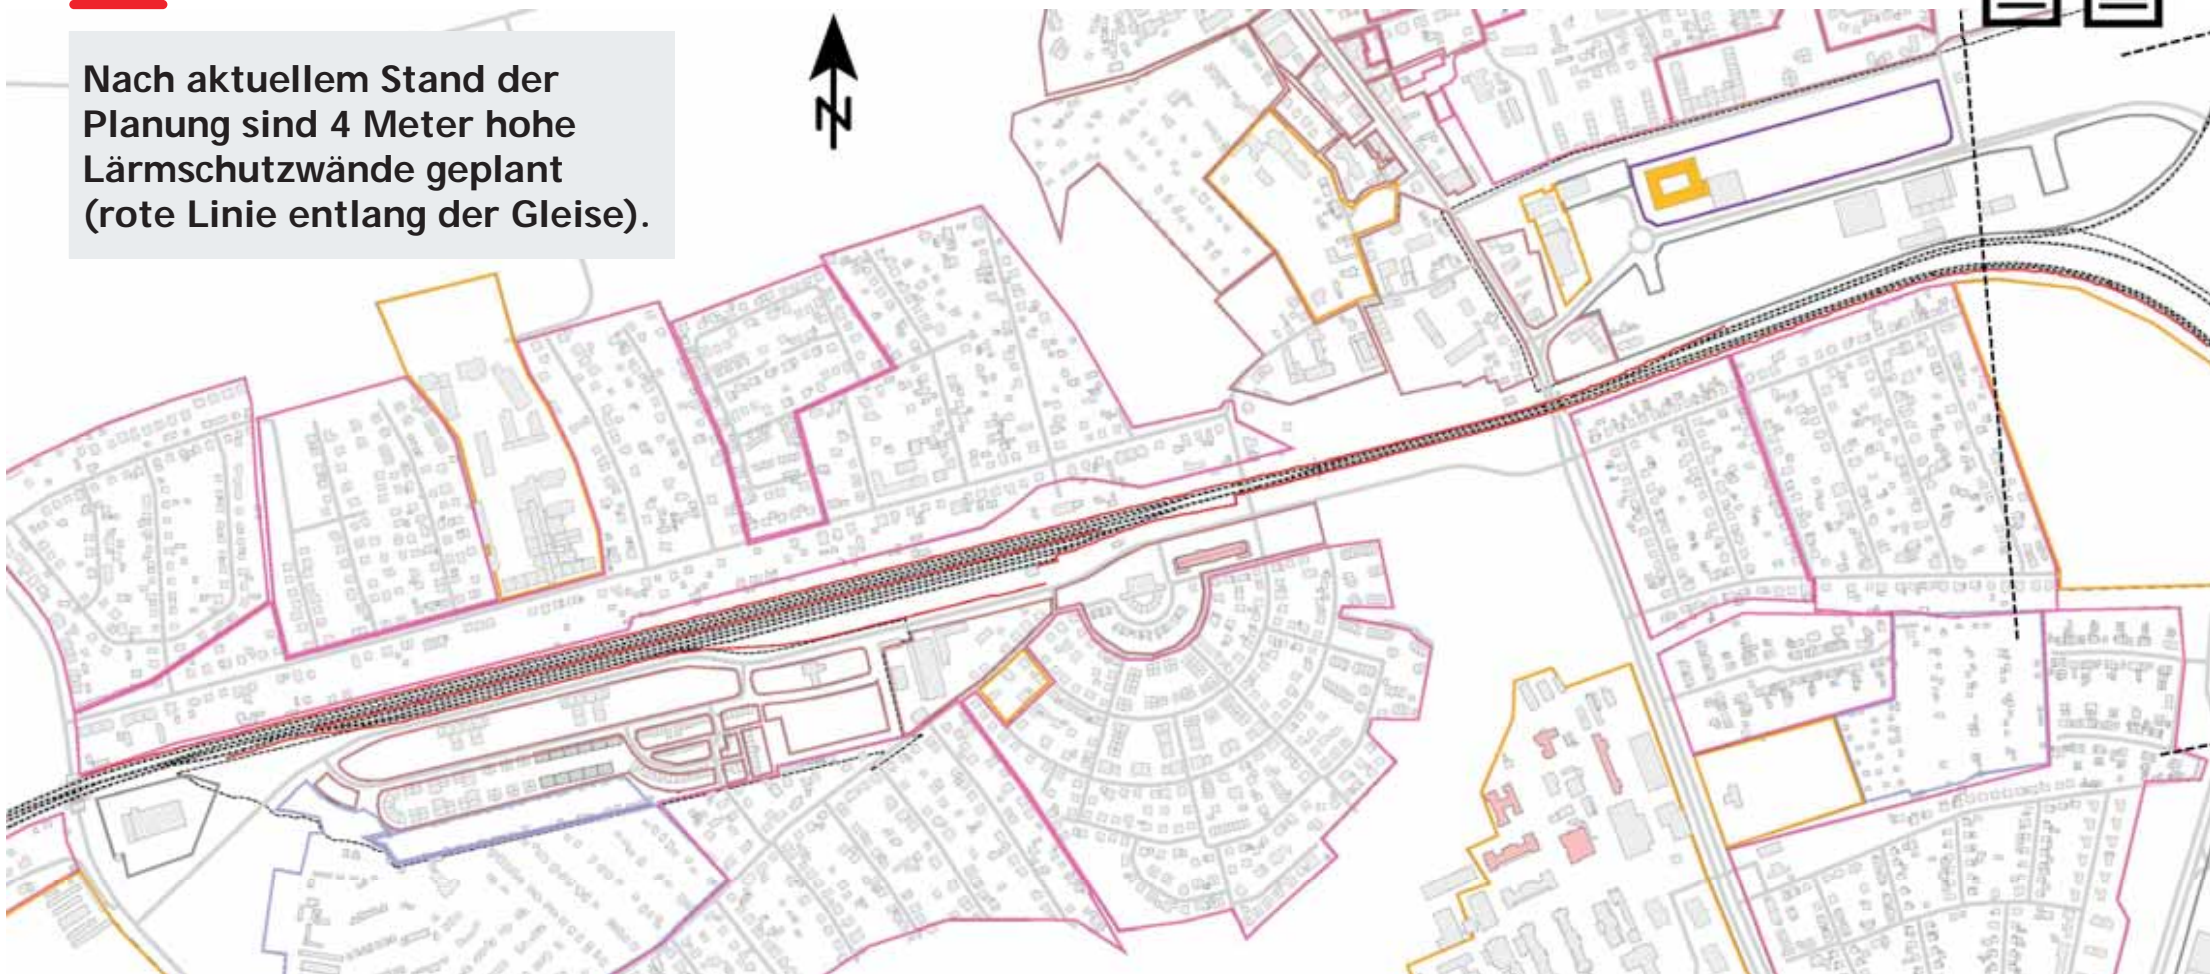 Nach aktuellem Stand der
Planung sind 4 Meter hohe
Lärmschutzwände geplant
(rote Linie entlang der Gleise).
N